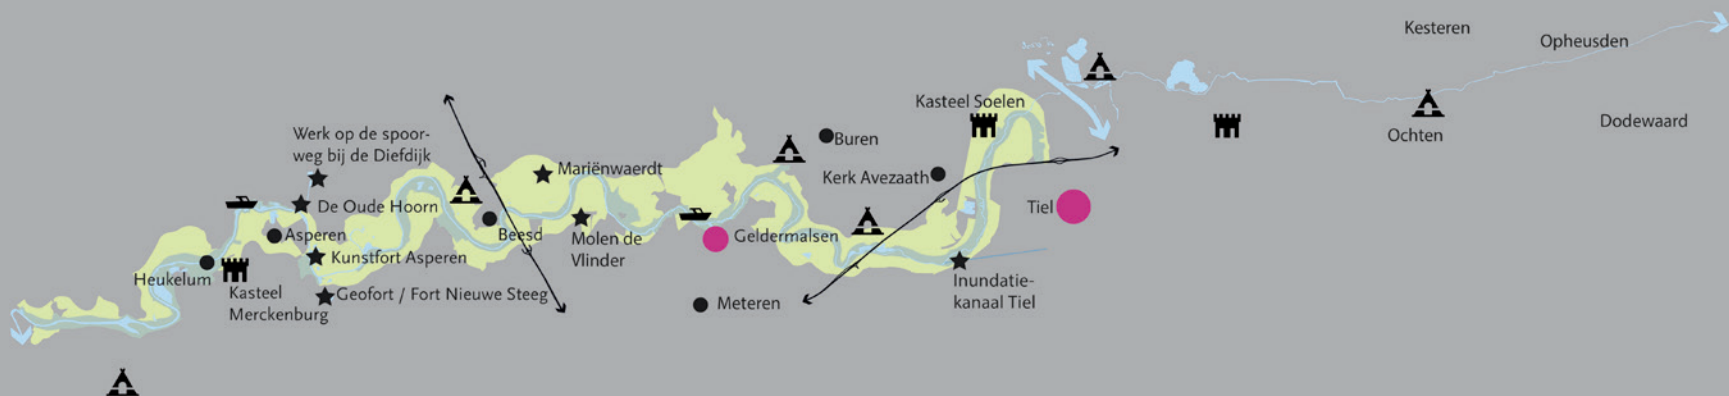 Kesteren
Opheusden
Kasteel Soelen
Ochten
Dodewaard
Werk op de spoor-
weg bij de Diefdijk
Buren
Mariënwaerdt
Kerk Avezaath
De Oude Hoorn
Tiel
Asperen
Beesd
Molen de
Vlinder
Geldermalsen
Kunstfort Asperen
Heukelum
Kasteel
Merckenburg
Geofort / Fort Nieuwe Steeg
Meteren
Inundatie-
kanaal Tiel